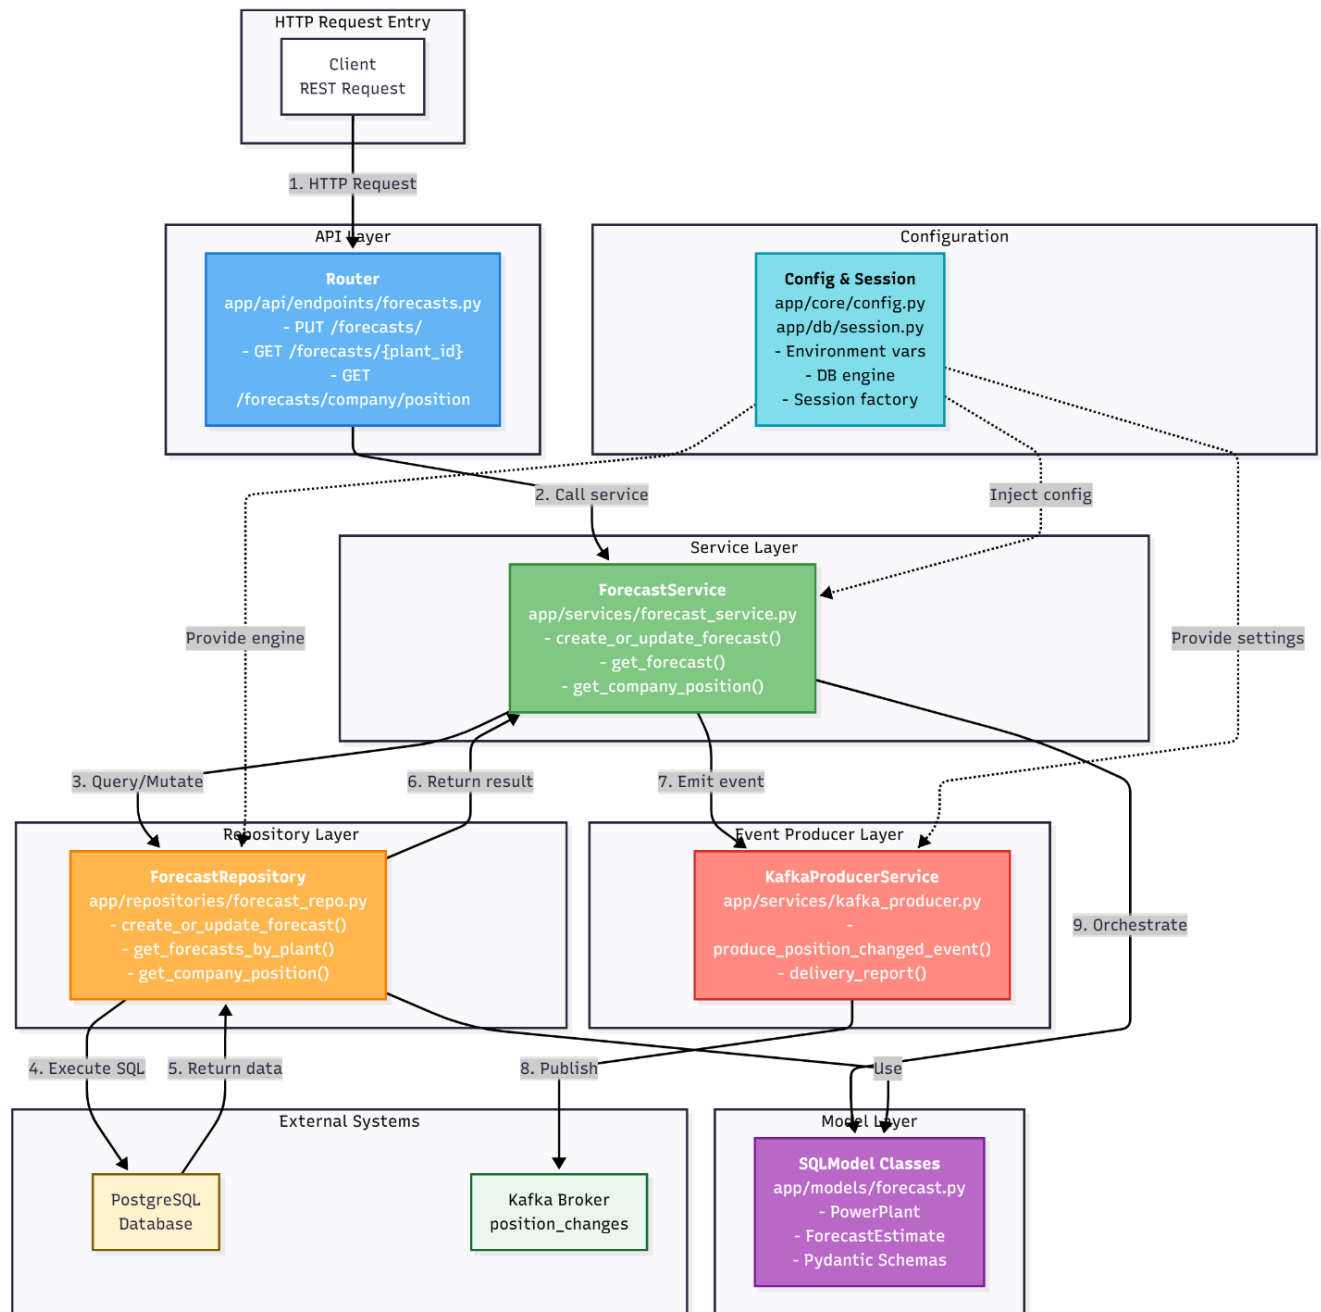 HTTP Request Entry
Client
REST Request
1. HTTP Request
API Layer
Router
app/api/endpoints/forecasts.py
- PUT /forecasts/
- GET /forecasts/{plant_id}
- GET
/forecasts/company/position
Configuration
Config & Session
app/core/config.py
app/db/session.py
- Environment vars
- DB engine
- Session factory
2. Call service
Inject config
Service Layer
ForecastService
app/services/forecast_service.py
- create_or_update_forecast()
- get_forecast()
- get_company_position()
Provide engine
Provide settings
3. Query/Mutate
6. Return result
7. Emit event
Repository Layer
ForecastRepository
app/repositories/forecast_repo.py
- create_or_update_forecast()
- get_forecasts_by_plant()
- get_company_position()
Event Producer Layer
KafkaProducerService
app/services/kafka_producer.py
-
produce_position_changed_event()
- delivery_report()
9. Orchestrate
4. Execute SQL
5. Return data
8. Publish
Use
External Systems
PostgreSQL
Database
Kafka Broker
position_changes
Model Layer
SQLModel Classes
app/models/forecast.py
- PowerPlant
- ForecastEstimate
- Pydantic Schemas